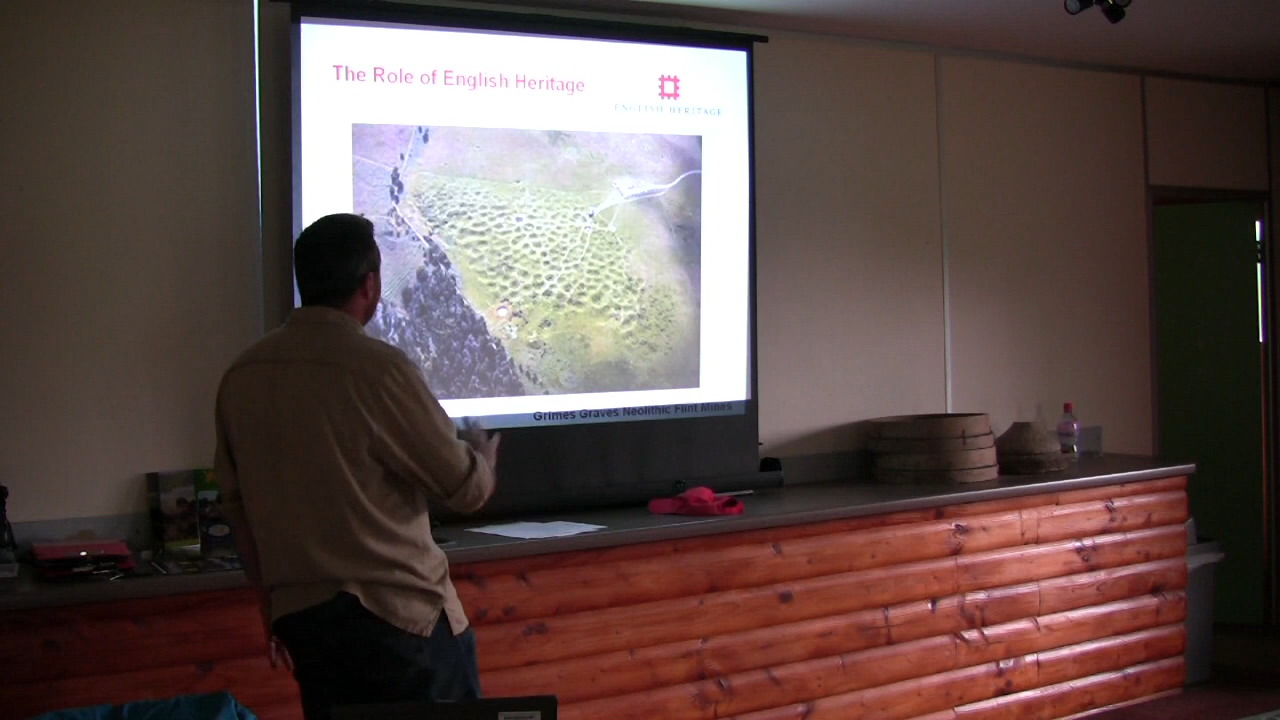 The Role of English Heritage
ENGLISH HERITAGE
Grimes Graves Neolithic Flint Mines